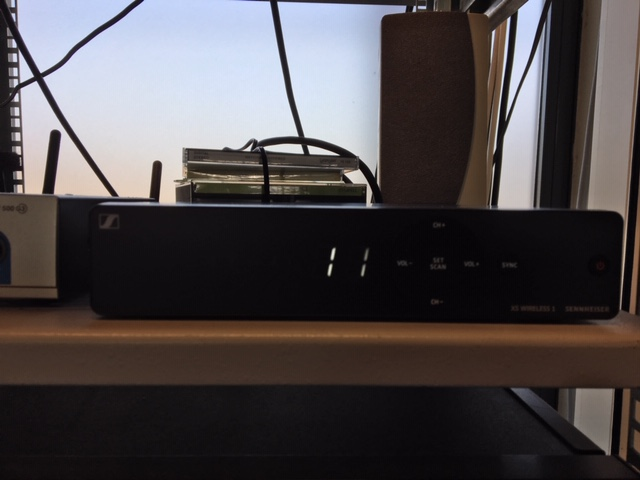 CH+
11
VOL-
SET
SCAN
VOL+
SYNC
CH-
XS WIRELESS 1 SENNHEISER